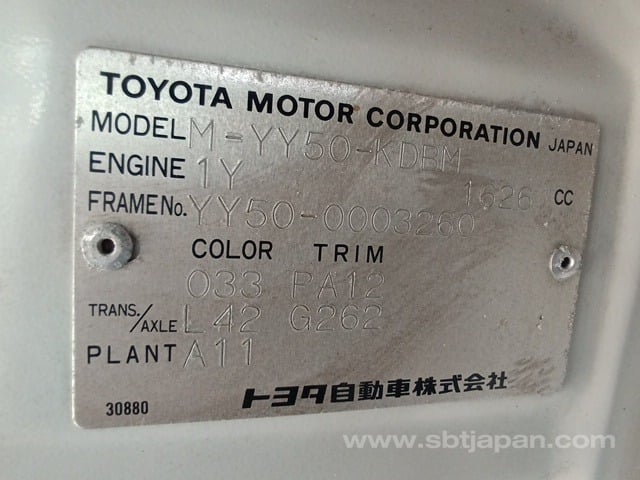 TOYOTA MOTOR CORPORATION JAPAN
MODEL M-YY50-KDBM
ENGINE 1Y 1626 CC
FRAME No. YY50-0003260
COLOR TRIM
033 PA12
TRANS./AXLE L42 G262
PLANT A11
30880 トヨタ自動車株式会社
www.sbtjapan.com